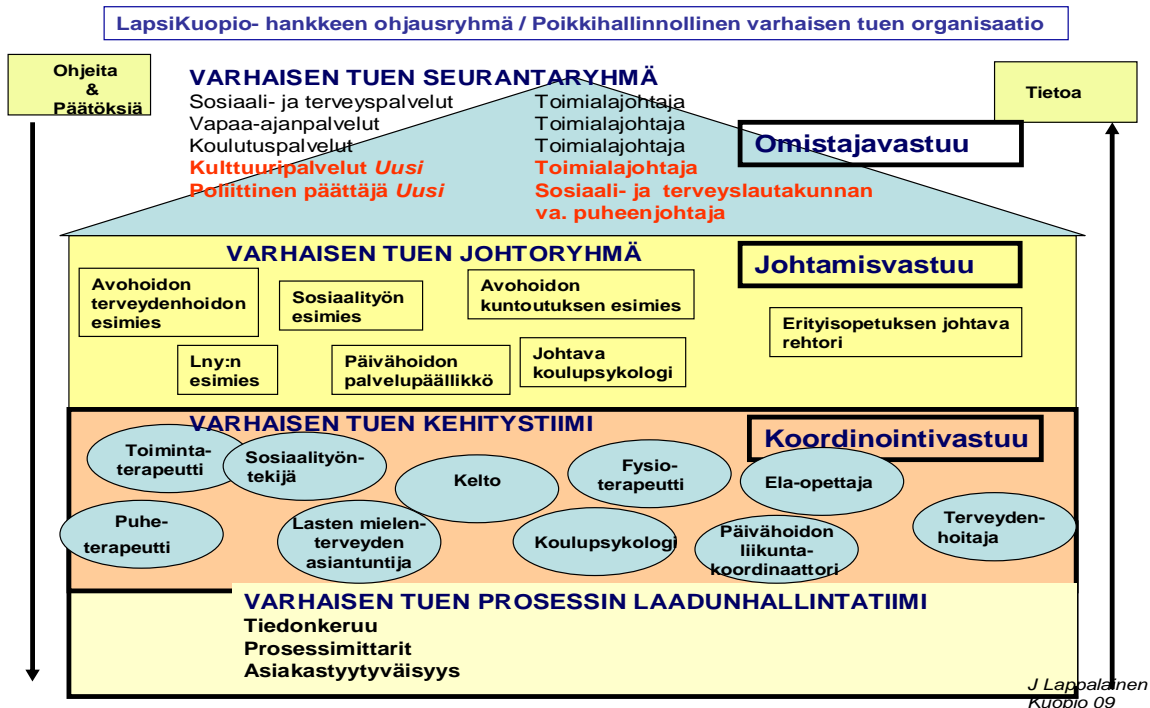 LapsiKuopio- hankkeen ohjausryhmä / Poikkihallinnollinen varhaisen tuen organisaatio
Ohjeita
&
Päätöksiä
VARHAISEN TUEN SEURANTARYHMÄ
Sosiaali- ja terveyspalvelut Toimialajohtaja
Vapaa-ajanpalvelut Toimialajohtaja
Koulutuspalvelut Toimialajohtaja
Kulttuuripalvelut Uusi Toimialajohtaja
Poliittinen päättäjä Uusi Sosiaali- ja terveyslautakunnan
va. puheenjohtaja
Omistajavastuu
Tietoa
VARHAISEN TUEN JOHTORYHMÄ
Johtamisvastuu
Avohoidon
terveydenhoidon
esimies
Sosiaalityön
esimies
Avohoidon
kuntoutuksen esimies
Erityisopetuksen johtava
rehtori
Lny:n
esimies
Päivähoidon
palvelupäällikkö
Johtava
koulupsykologi
VARHAISEN TUEN KEHITYSTIIMI
Koordinointivastuu
Toiminta-
terapeutti
Sosiaalityön-
tekijä
Kelto
Fysio-
terapeutti
Ela-opettaja
Puhe-
terapeutti
Lasten mielen-
terveyden
asiantuntija
Koulupsykologi
Päivähoidon
liikunta-
koordinaattori
Terveyden-
hoitaja
VARHAISEN TUEN PROSESSIN LAADUNHALLINTATIIMI
Tiedonkeruu
Prosessimittarit
Asiakastyytyväisyys
J Lappalainen
Kuopio 09